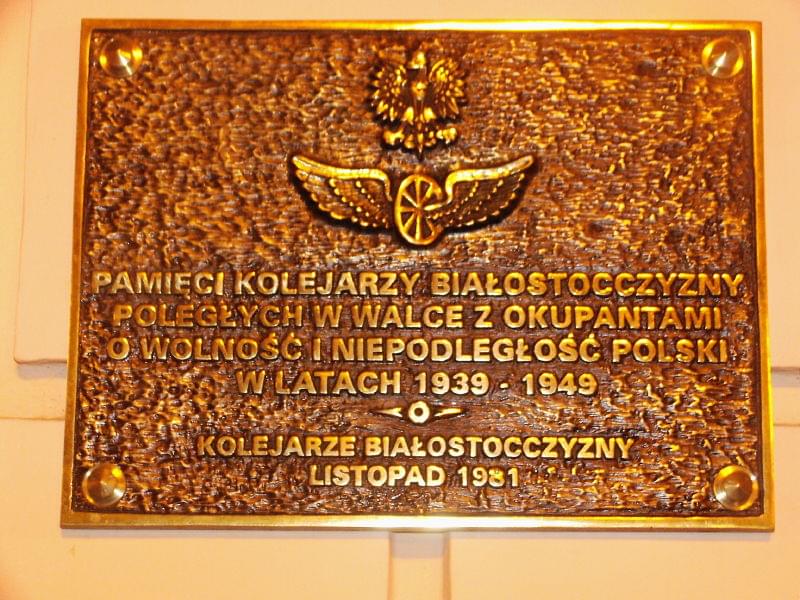 PAMIĘCI KOLEJARZY BIAŁOSTOCCZYZNY
POLEGŁYCH W WALCE Z OKUPANTAMI
O WOLNOŚĆ I NIEPODLEGŁOŚĆ POLSKI
W LATACH 1939 - 1949
KOLEJARZE BIAŁOSTOCCZYZNY
LISTOPAD 1981